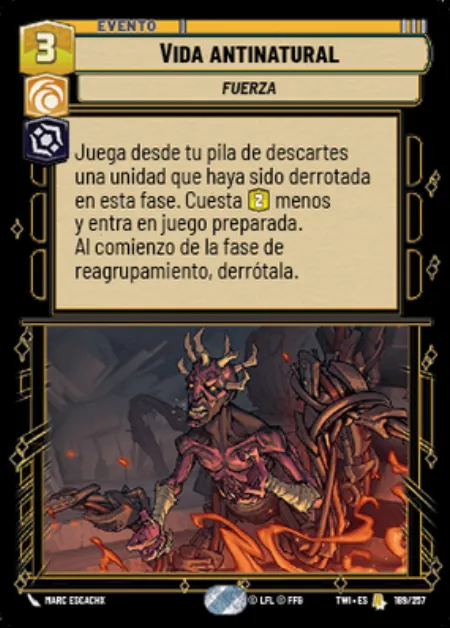 EVENTO
3
VIDA ANTINATURAL
FUERZA
Juega desde tu pila de descartes
una unidad que haya sido derrotada
en esta fase. Cuesta 2 menos
y entra en juego preparada.
Al comienzo de la fase de
reagrupamiento, derrótala.
MARC ESCACHX
© LFL © FFG
TWI • ES
189/257